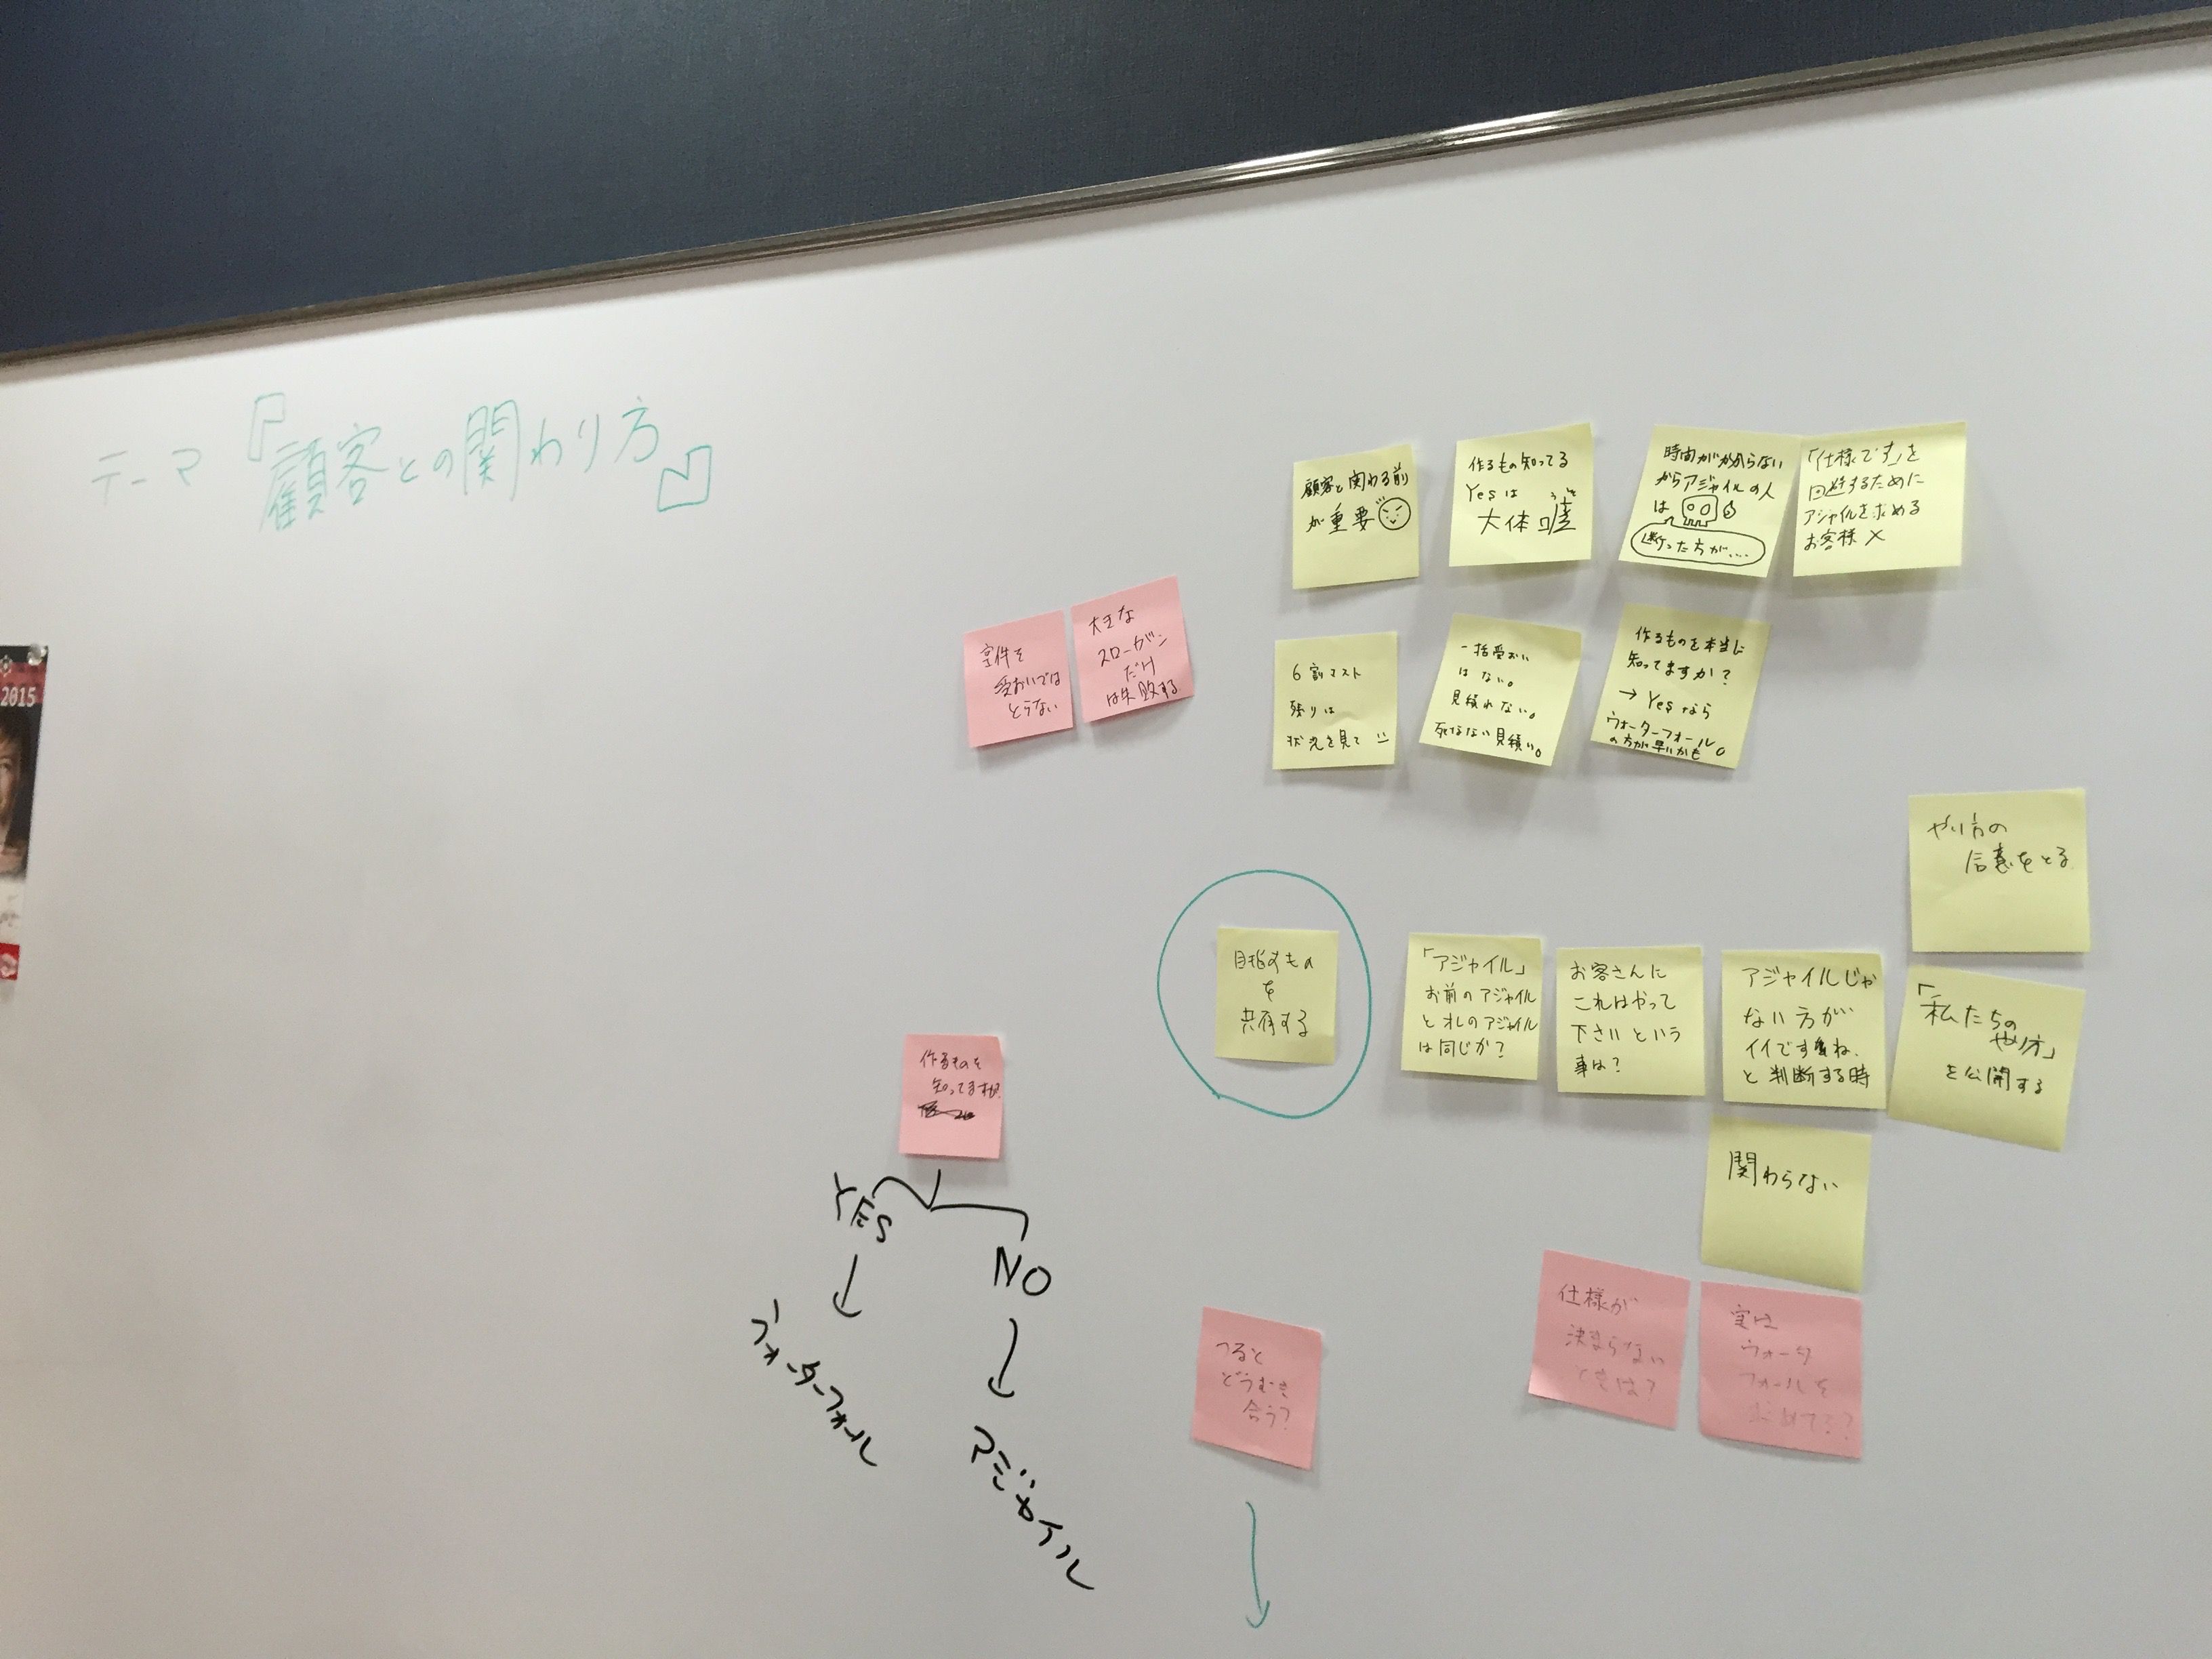 テーマ『顧客との関わり方』
顧客と関わる前
が重要
作るもの知ってる
Yesは
うそ
大体嘘
時間がかからない
からアジャイルの人
は
断った方が….
「仕様です」を
回避するために
アジャイルを求める
お客様 ×
案件を
受おいでは
とらない
大きな
スローガン
だけ
は失敗する
6割マスト
残りは
状況を見て
一括受おい
はない。
見積れない。
死なない見積り。
作るものを本当に
知ってますか?
→ Yesなら
ウォーターフォール
の方が早いかも。
やり方の
合意をとる
目指すもの
を
共有する
「アジャイル」
お前のアジャイル
とオレのアジャイル
は同じか?
お客さんに
これはやって
下さいという
事は?
アジャイルじゃ
ない方が
イイですよね、
と判断する時
「私たちの
やり方」
を公開する
関わらない
作るものを
知ってますか?
YES
NO
ウォーターフォール
アジャイル
どうむき
合う?
仕様が
決まらない
ときは?
実は
ウォータ
フォールを
求めてる?
2015